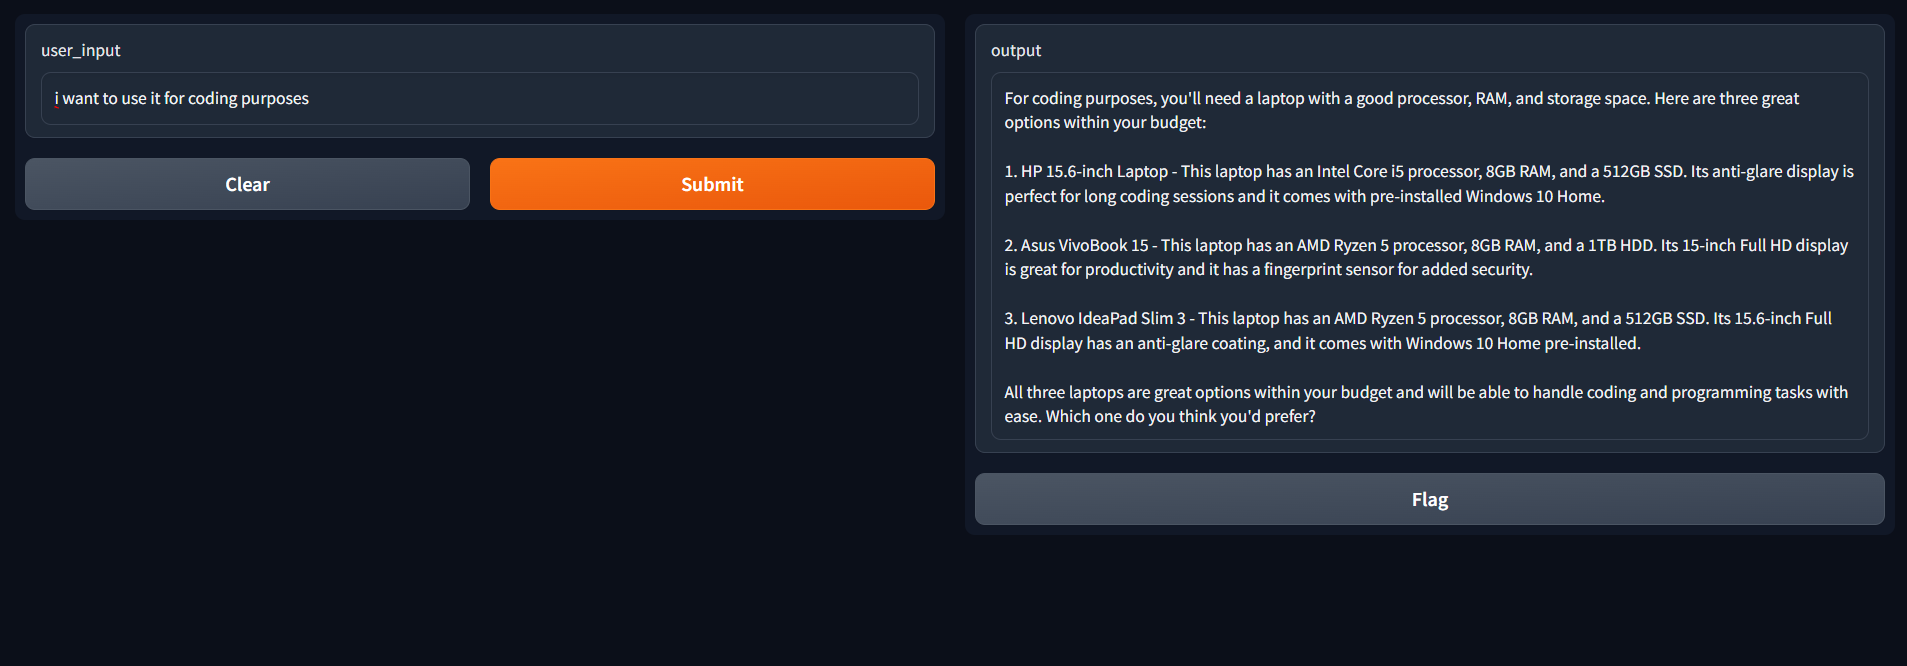 user_input
i want to use it for coding purposes
Clear
Submit
output
For coding purposes, you'll need a laptop with a good processor, RAM, and storage space. Here are three great
options within your budget:
1. HP 15.6-inch Laptop - This laptop has an Intel Core i5 processor, 8GB RAM, and a 512GB SSD. Its anti-glare display is
perfect for long coding sessions and it comes with pre-installed Windows 10 Home.
2. Asus VivoBook 15 - This laptop has an AMD Ryzen 5 processor, 8GB RAM, and a 1TB HDD. Its 15-inch Full HD display
is great for productivity and it has a fingerprint sensor for added security.
3. Lenovo IdeaPad Slim 3 - This laptop has an AMD Ryzen 5 processor, 8GB RAM, and a 512GB SSD. Its 15.6-inch Full
HD display has an anti-glare coating, and it comes with Windows 10 Home pre-installed.
All three laptops are great options within your budget and will be able to handle coding and programming tasks with
ease. Which one do you think you'd prefer?
Flag